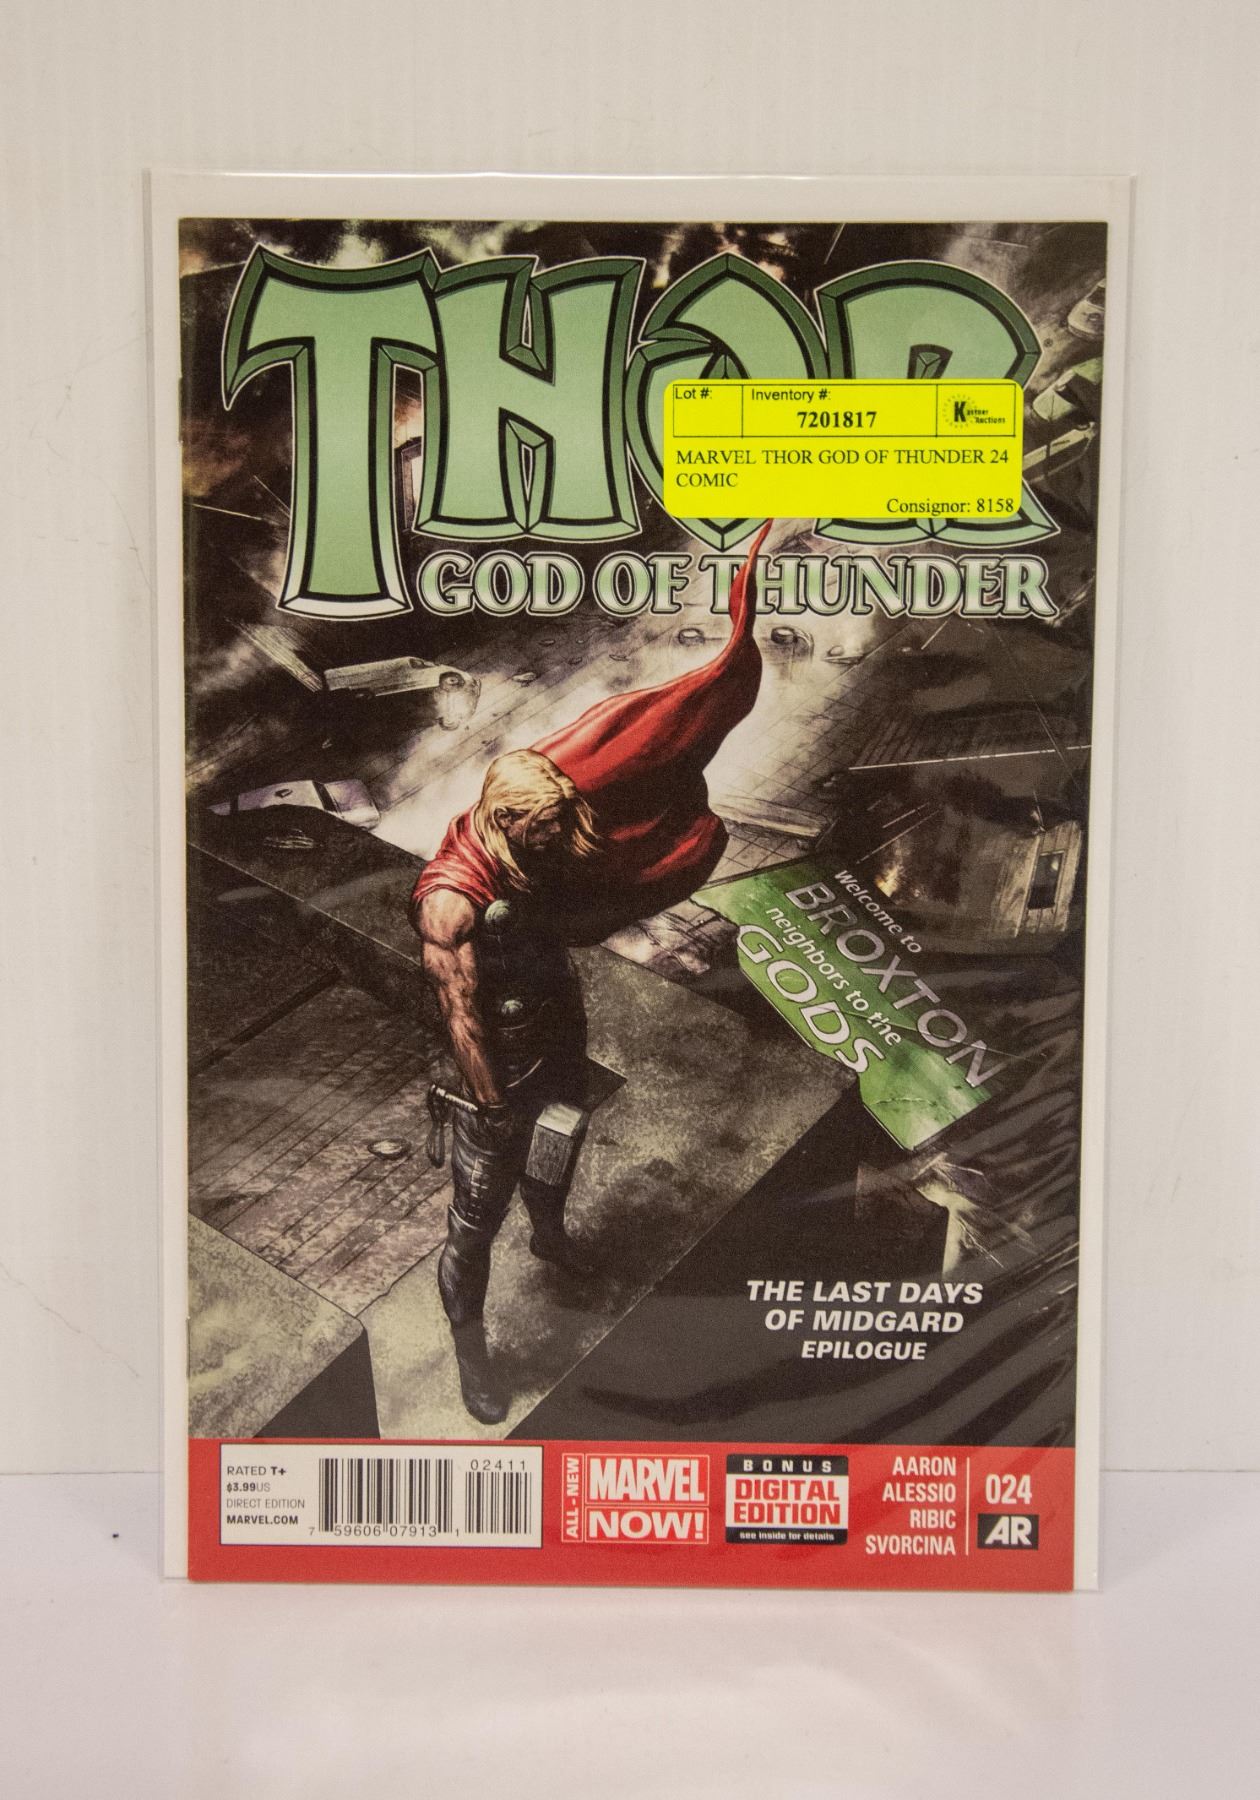 THOR
Lot #:
Inventory #:
7201817
Kastner
Auctions
MARVEL THOR GOD OF THUNDER 24
COMIC
Consignor: 8158
GOD OF THUNDER
Welcome to
BROXTON
neighbors to the
GODS
THE LAST DAYS
OF MIDGARD
EPILOGUE
RATED T+
$3.99US
DIRECT EDITION
MARVEL.COM
02411
7 59606 07913 1
ALL-NEW
MARVEL
NOW!
BONUS
DIGITAL
EDITION
see inside for details
AARON
ALESSIO
RIBIC
SVORCINA
024
AR